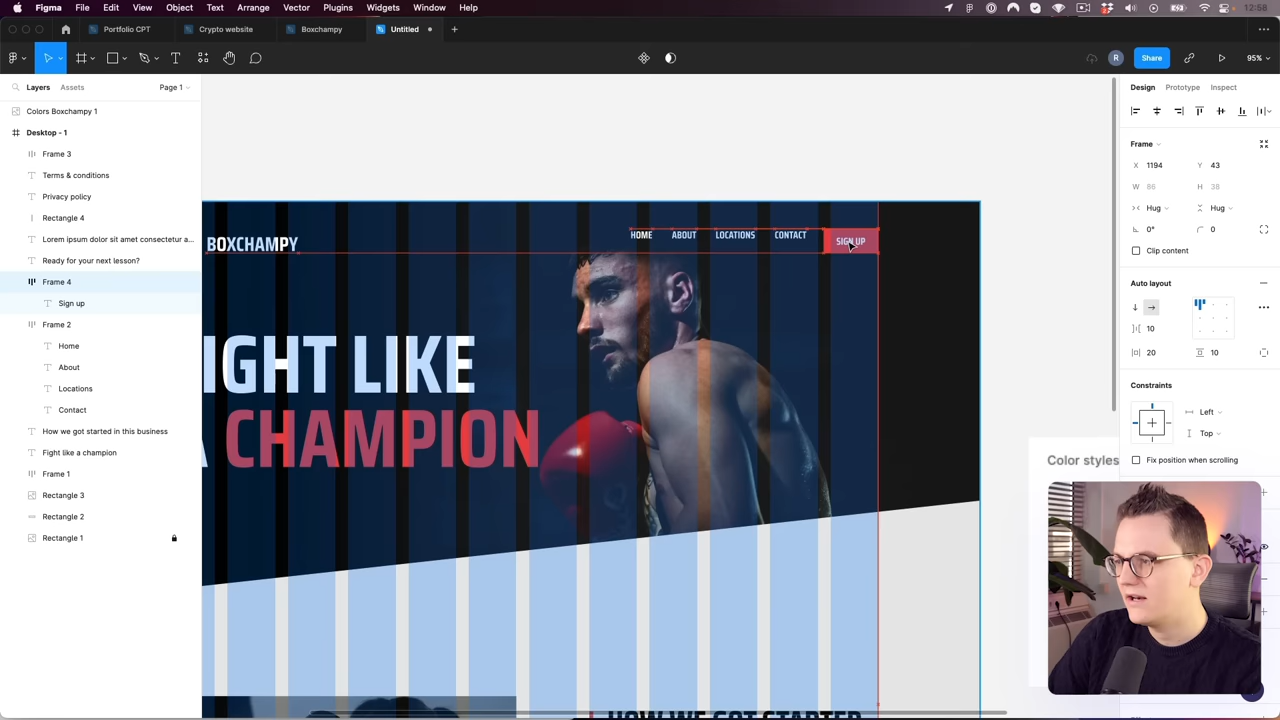 Figma File Edit View Object Text Arrange Vector Plugins Widgets Window Help 12:58
Portfolio CPT Crypto website Boxchampy Untitled
R Share 95%
Layers Assets Page 1
Design Prototype Inspect
Colors Boxchampy 1
Desktop - 1
Frame 3
Terms & conditions
Privacy policy
Rectangle 4
Lorem ipsum dolor sit amet consectetur a...
Ready for your next lesson?
Frame 4
Sign up
Frame 2
Home
About
Locations
Contact
How we got started in this business
Fight like a champion
Frame 1
Rectangle 3
Rectangle 2
Rectangle 1
BOXCHAMPY
HOME ABOUT LOCATIONS CONTACT SIGN UP
IGHT LIKE
CHAMPION
HOW WE GOT STARTED
Color styles
Frame
X 1194 Y 43
W 86 H 38
Hug Hug
0° 0
Clip content
Auto layout
10
20 10
Constraints
Left
Top
Fix position when scrolling